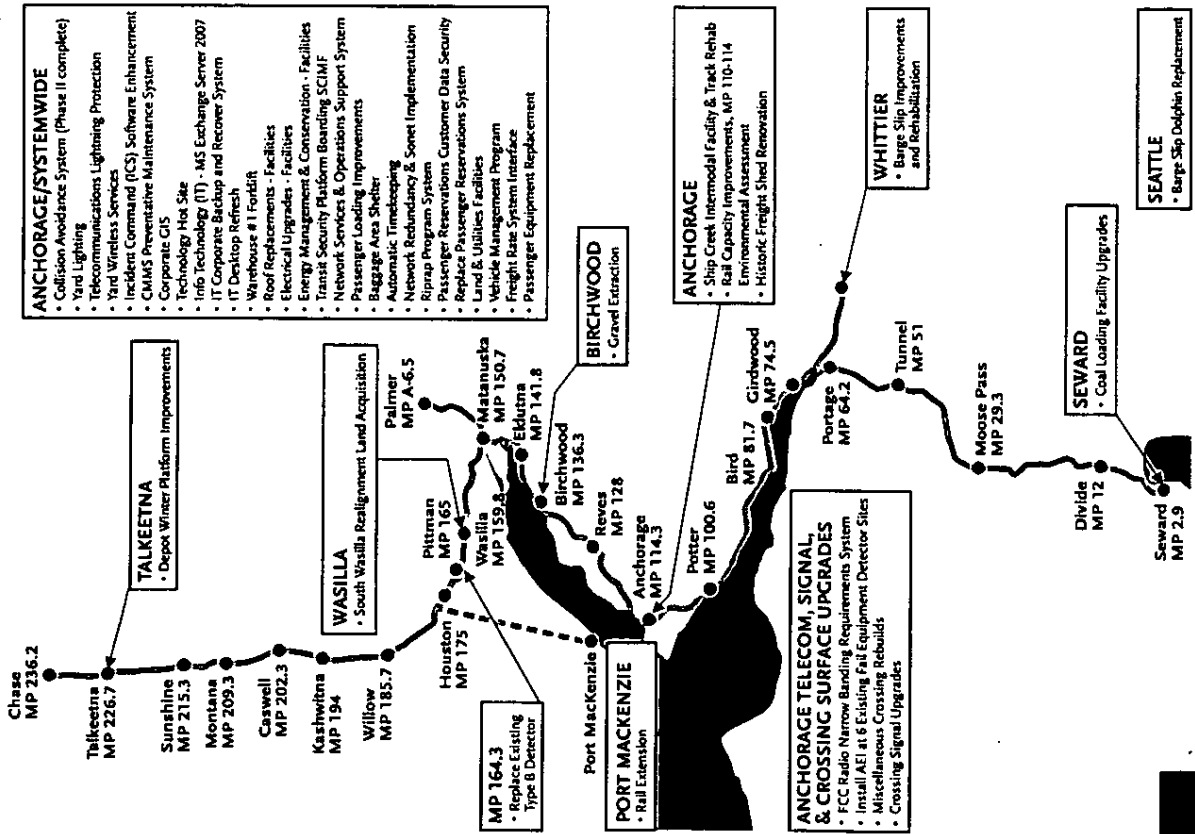 Chase
MP 236.2
Talkeetna
MP 226.7
Sunshine
MP 215.3
Montana
MP 209.3
Caswell
MP 202.3
Kashwitna
MP 194
Willow
MP 185.7
Houston
MP 175
Pittman
MP 165
Wasilla
MP 159.8
Palmer
MP A-6.5
Matanuska
MP 150.7
Eklutna
MP 141.8
Birchwood
MP 136.3
Reves
MP 128
Anchorage
MP 114.3
Port MacKenzie
Potter
MP 100.6
Bird
MP 81.7
Girdwood
MP 74.5
Portage
MP 64.2
Tunnel
MP 51
Moose Pass
MP 29.3
Divide
MP 12
Seward
MP 2.9
TALKEETNA
• Depot Winter Platform Improvements
WASILLA
• South Wasilla Realignment Land Acquisition
MP 164.3
• Replace Existing
Type B Detector
PORT MACKENZIE
• Rail Extension
ANCHORAGE TELECOM, SIGNAL,
& CROSSING SURFACE UPGRADES
• FCC Radio Narrow Banding Requirements System
• Install AEI at 6 Existing Fail Equipment Detector Sites
• Miscellaneous Crossing Rebuilds
• Crossing Signal Upgrades
ANCHORAGE/SYSTEMWIDE
• Collision Avoidance System (Phase II complete)
• Yard Lighting
• Telecommunications Lightning Protection
• Yard Wireless Services
• Incident Command (ICS) Software Enhancement
• CMMS Preventative Maintenance System
• Corporate GIS
• Technology Hot Site
• Info Technology (IT) - MS Exchange Server 2007
• IT Corporate Backup and Recover System
• IT Desktop Refresh
• Warehouse #1 Forklift
• Roof Replacements - Facilities
• Electrical Upgrades - Facilities
• Energy Management & Conservation - Facilities
• Transit Security Platform Boarding SCIMF
• Network Services & Operations Support System
• Passenger Loading Improvements
• Baggage Area Shelter
• Automatic Timekeeping
• Network Redundancy & Sonet Implementation
• Riprap Program System
• Passenger Reservations Customer Data Security
• Replace Passenger Reservations System
• Land & Utilities Facilities
• Vehicle Management Program
• Freight Rate System Interface
• Passenger Equipment Replacement
BIRCHWOOD
• Gravel Extraction
ANCHORAGE
• Ship Creek Intermodal Facility & Track Rehab
• Rail Capacity Improvements, MP 110-114
Environmental Assessment
• Historic Freight Shed Renovation
WHITTIER
• Barge Slip Improvements
and Rehabilitation
SEWARD
• Coal Loading Facility Upgrades
SEATTLE
• Barge Slip Dolphin Replacement